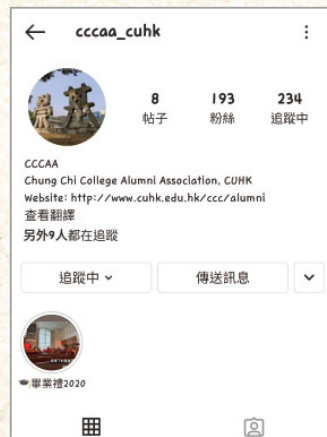 cccaa_cuhk
8 193 234
帖子 粉絲 追蹤中
CCCAA
Chung Chi College Alumni Association, CUHK
Website: http://www.cuhk.edu.hk/ccc/alumni
查看翻譯
另外9人都在追蹤
追蹤中 傳送訊息
🎓畢業禮2020